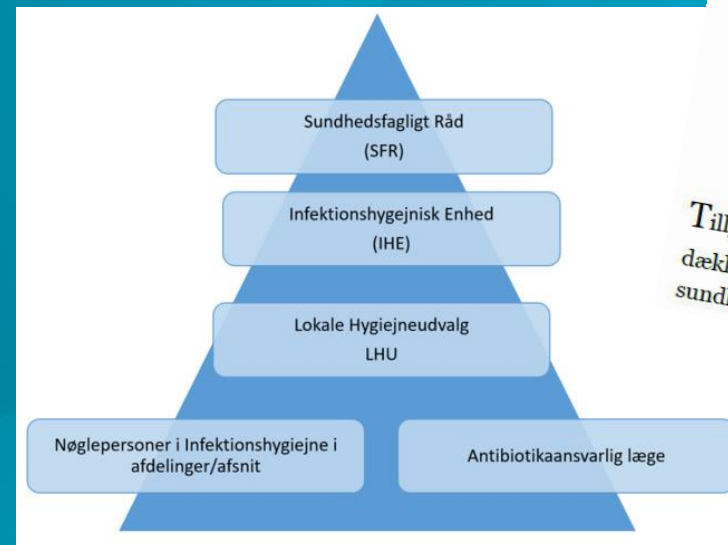 Sundhedsfagligt Råd
(SFR)
Infektionshygejnisk Enhed
(IHE)
Lokale Hygiejneudvalg
LHU
Nøglepersoner i Infektionshygiejne i
afdelinger/afsnit
Antibiotikaansvarlig læge